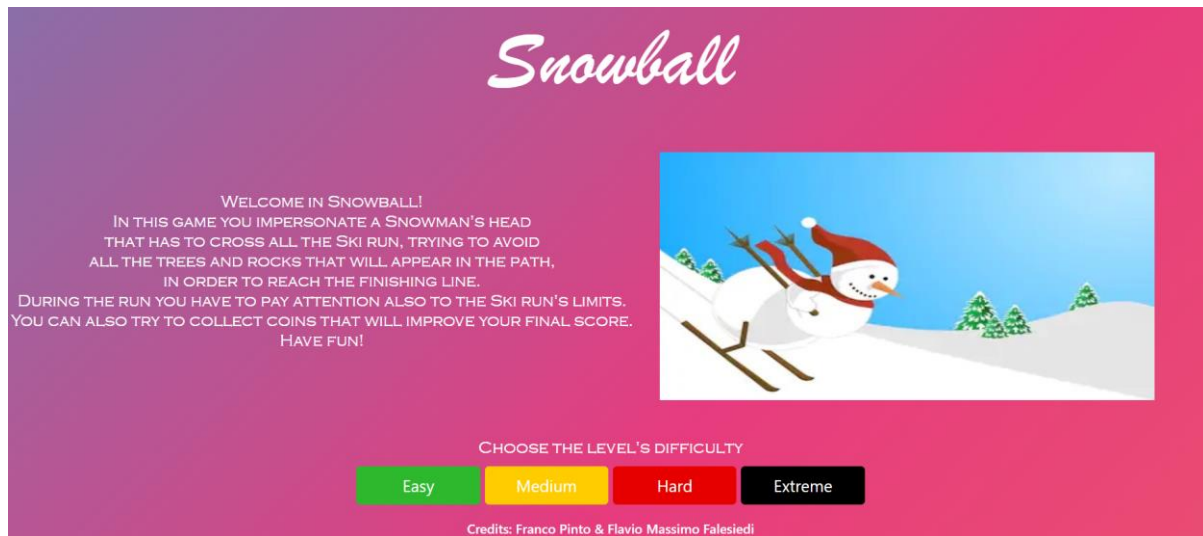 Snowball
Welcome in Snowball!
In this game you impersonate a Snowman's head
that has to cross all the Ski run, trying to avoid
all the trees and rocks that will appear in the path,
in order to reach the finishing line.
During the run you have to pay attention also to the Ski run's limits.
You can also try to collect coins that will improve your final score.
Have fun!
Choose the level's difficulty
Easy Medium Hard Extreme
Credits: Franco Pinto & Flavio Massimo Falesiedi